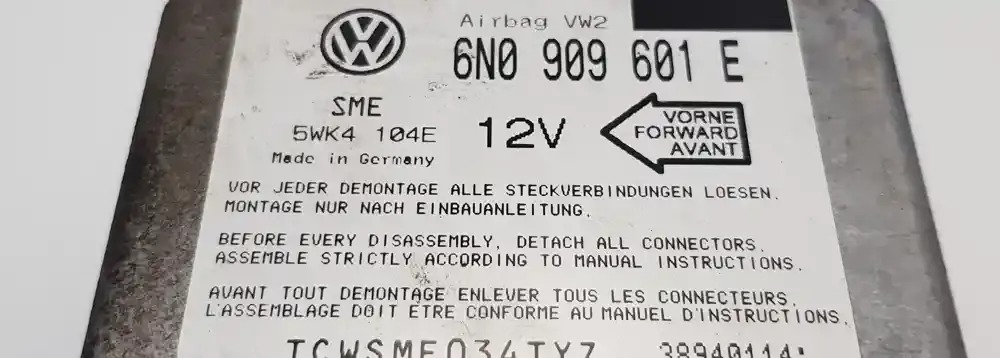 Airbag VW2
6N0 909 601 E
SME
5WK4 104E
Made in Germany
12V
VORNE
FORWARD
AVANT
VOR JEDER DEMONTAGE ALLE STECKVERBINDUNGEN LOESEN.
MONTAGE NUR NACH EINBAUANLEITUNG.
BEFORE EVERY DISASSEMBLY, DETACH ALL CONNECTORS.
ASSEMBLE STRICTLY ACCORDING TO MANUAL INSTRUCTIONS.
AVANT TOUT DEMONTAGE ENLEVER TOUS LES CONNECTEURS.
L'ASSEMBLAGE DOIT ÊTRE CONFORME AU MANUEL D'INSTRUCTIONS.